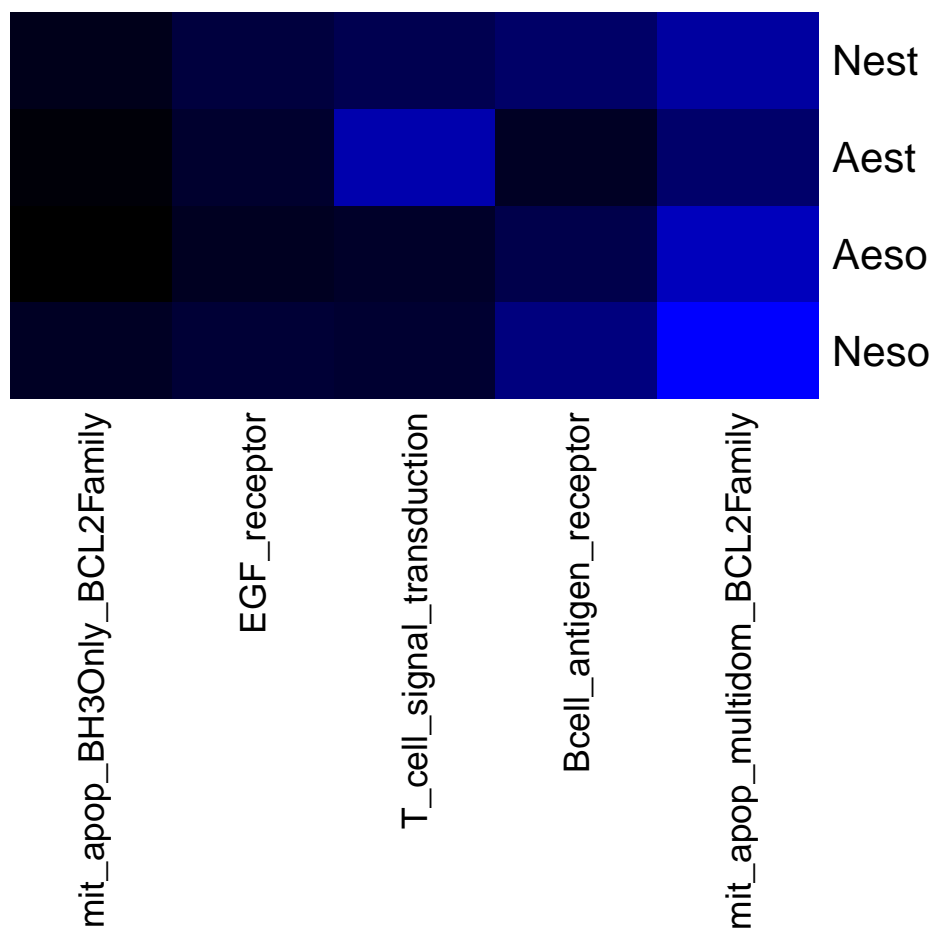 Nest
Aest
Aeso
Neso
mit_apop_BH3Only_BCL2Family
EGF_receptor
T_cell_signal_transduction
Bcell_antigen_receptor
mit_apop_multidom_BCL2Family